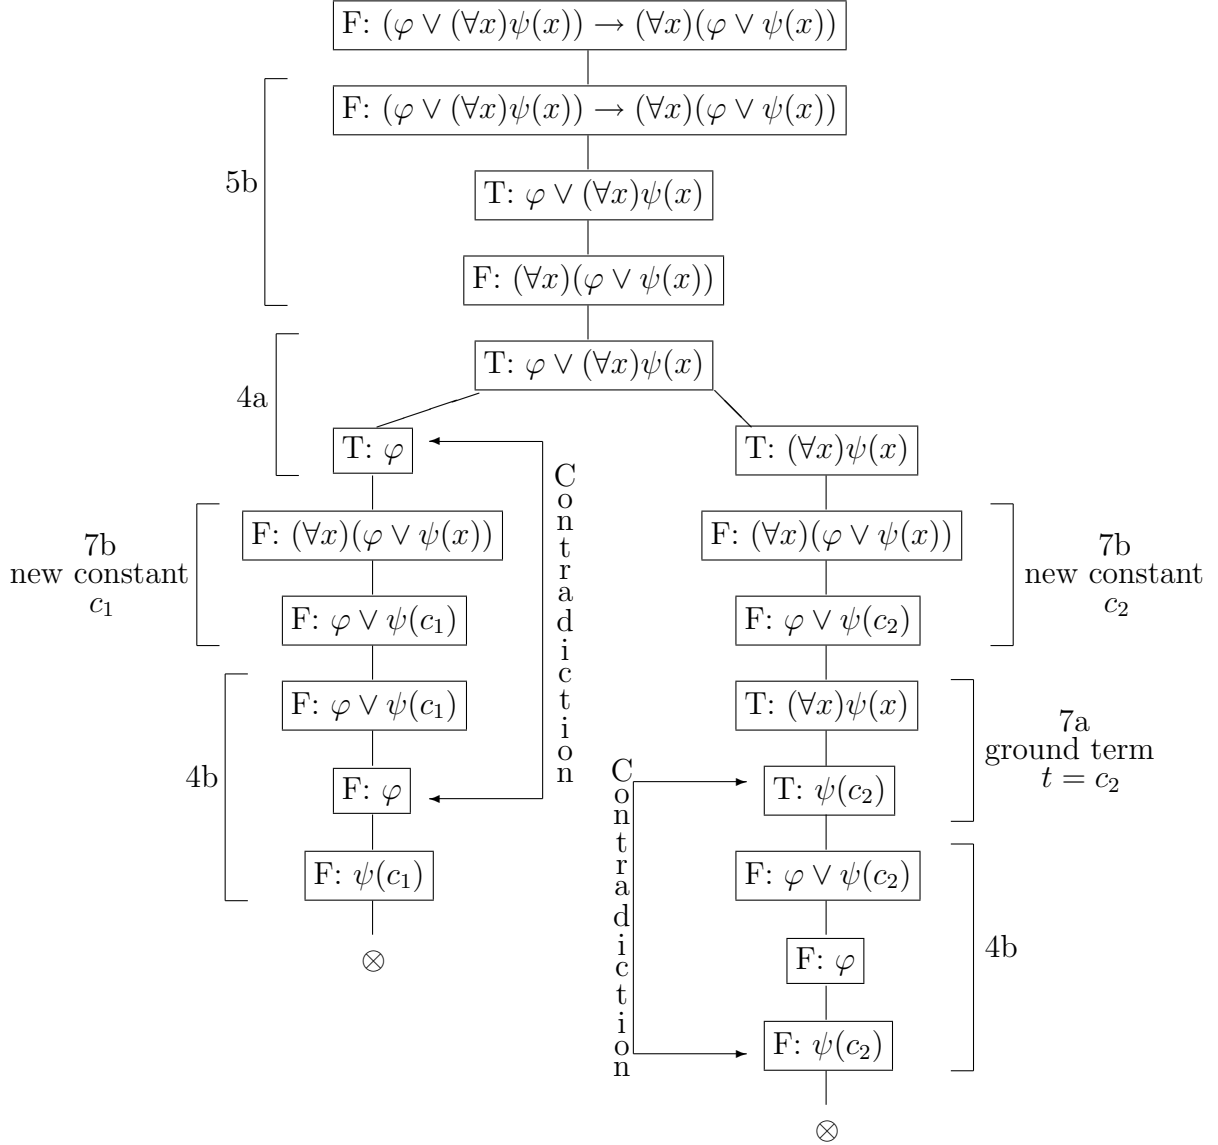 F: (φ ∨ (∀x)ψ(x)) → (∀x)(φ ∨ ψ(x))
F: (φ ∨ (∀x)ψ(x)) → (∀x)(φ ∨ ψ(x))
5b
T: φ ∨ (∀x)ψ(x)
F: (∀x)(φ ∨ ψ(x))
T: φ ∨ (∀x)ψ(x)
4a
T: φ
Contradiction
T: (∀x)ψ(x)
7b
new constant
c₁
F: (∀x)(φ ∨ ψ(x))
F: φ ∨ ψ(c₁)
F: (∀x)(φ ∨ ψ(x))
7b
new constant
c₂
F: φ ∨ ψ(c₂)
4b
F: φ ∨ ψ(c₁)
F: φ
F: ψ(c₁)
⊗
T: (∀x)ψ(x)
7a
ground term
t = c₂
Contradiction
T: ψ(c₂)
F: φ ∨ ψ(c₂)
4b
F: φ
F: ψ(c₂)
⊗